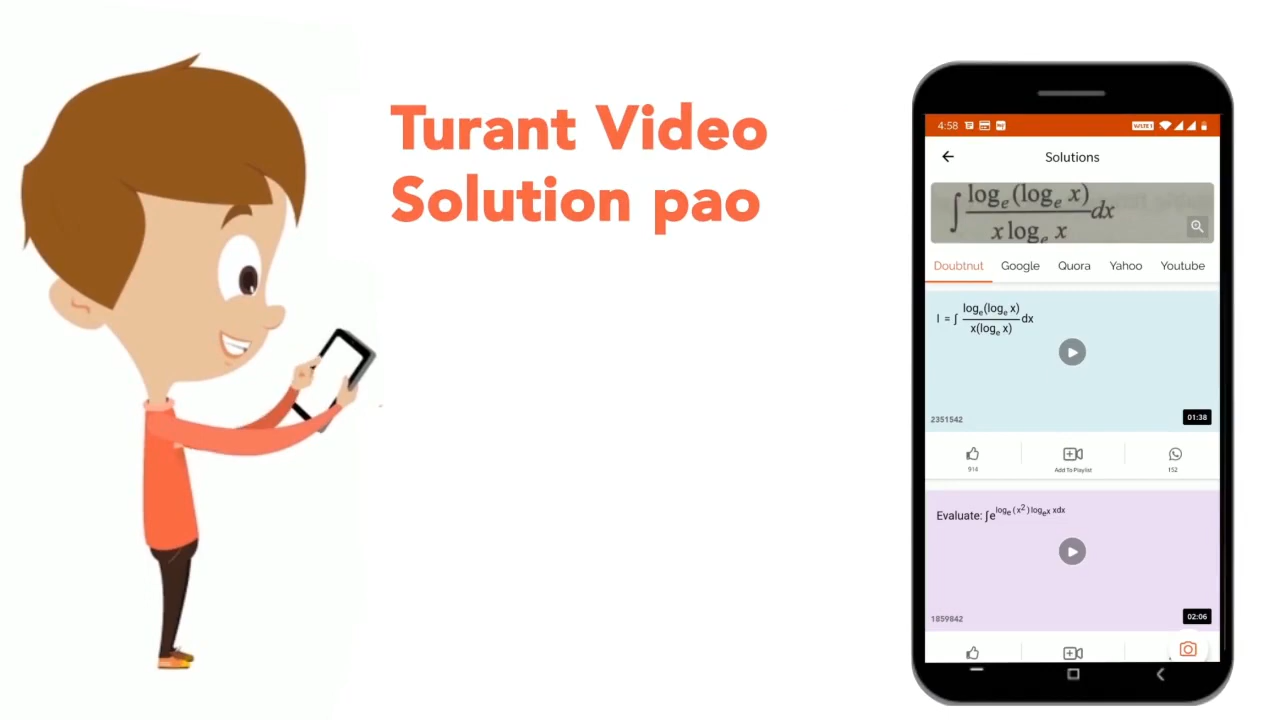 Turant Video
Solution pao
4:58
Solutions
∫ logₑ(logₑ x) / x logₑ x dx
Doubtnut Google Quora Yahoo Youtube
I = ∫ logₑ(logₑ x) / x(logₑ x) dx
2351542 01:38
914 Add To Playlist 152
Evaluate: ∫e^logₑ(x²)logₑx xdx
1859842 02:06